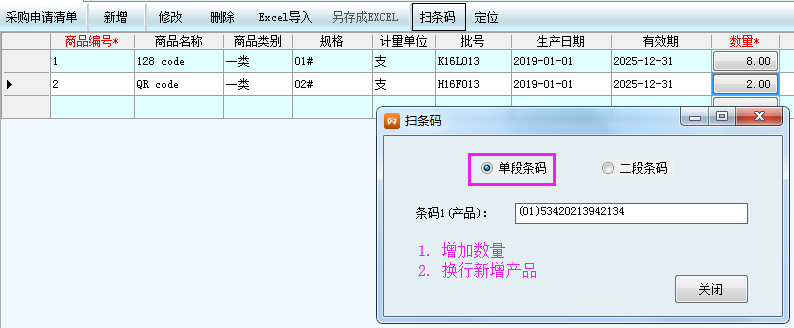 采购申请清单 新增 修改 删除 Excel导入 另存成EXCEL 扫条码 定位
商品编号* 商品名称 商品类别 规格 计量单位 批号 生产日期 有效期 数量*
1 128 code 一类 01# 支 K16L013 2019-01-01 2025-12-31 8.00
2 QR code 一类 02# 支 H16F013 2019-01-01 2025-12-31 2.00
扫条码
单段条码 二段条码
条码1(产品): (01)53420213942134
1. 增加数量
2. 换行新增产品
关闭